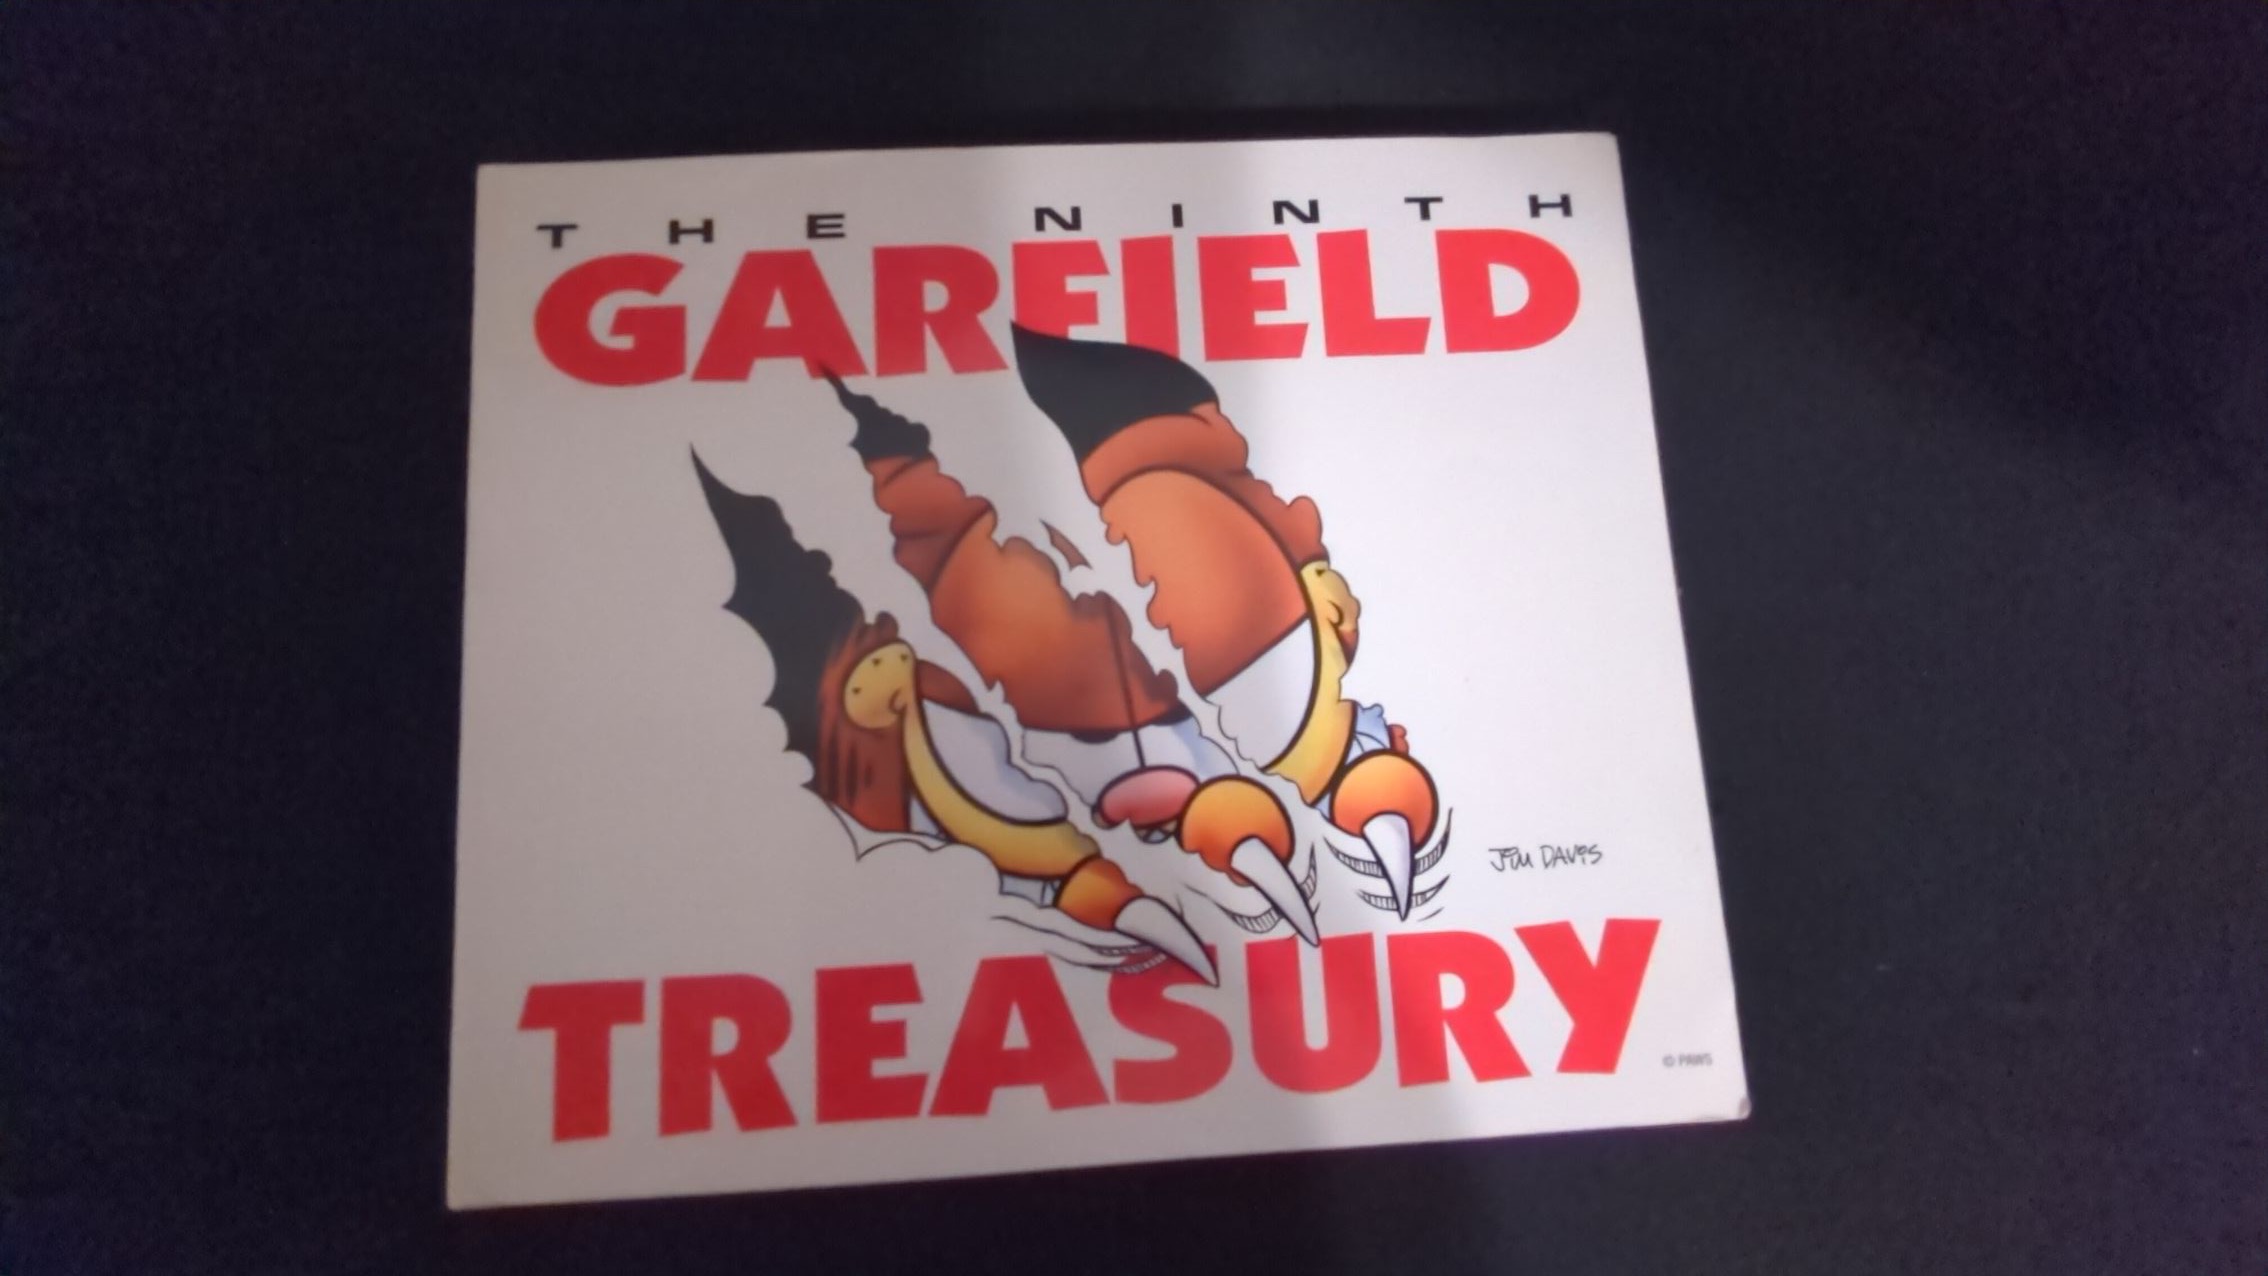 THE NINTH
GARFIELD
JIM DAVIS
TREASURY
© PAWS